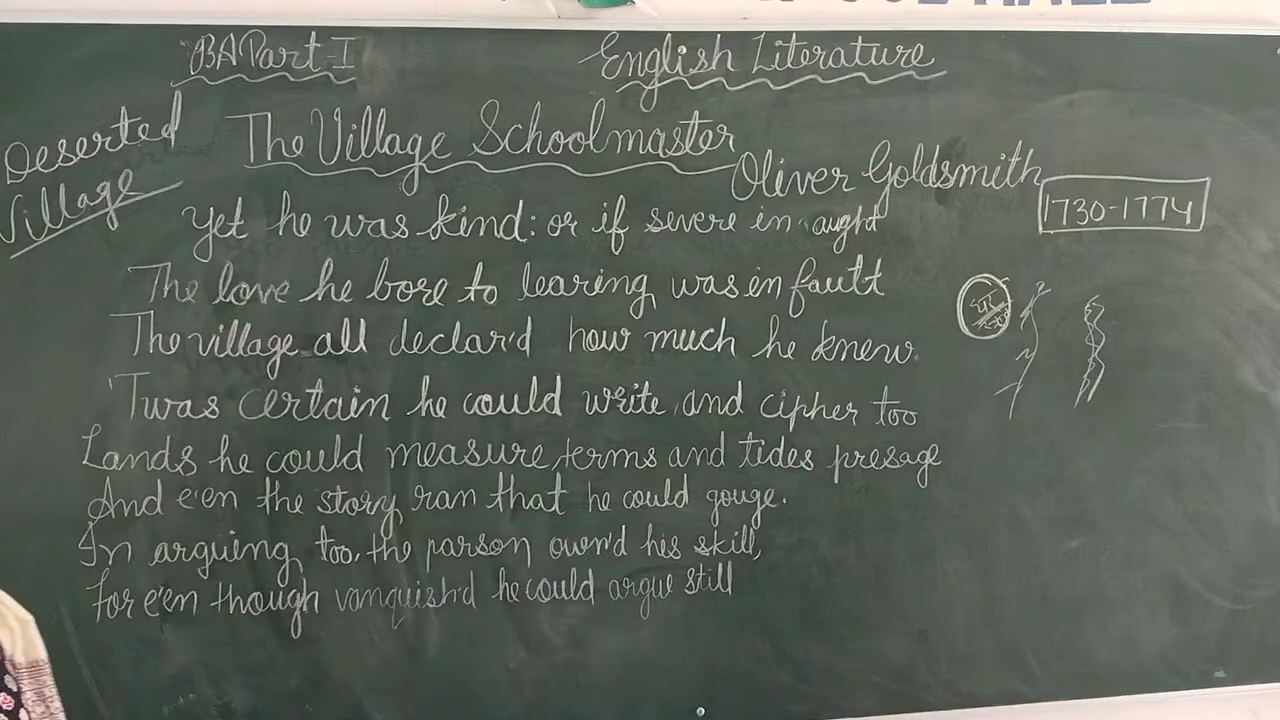 BA Part-I
English Literature
Deserted
Village
The Village Schoolmaster
Oliver Goldsmith
1730-1774
Yet he was kind: or if severe in aught
The love he bore to learing was in fault
The village all declar'd how much he knew.
'Twas certain he could write, and cipher too
Lands he could measure, terms and tides presage
And e'en the story ran that he could gouge.
In arguing too, the parson own'd his skill,
For e'en though vanquish'd he could argue still